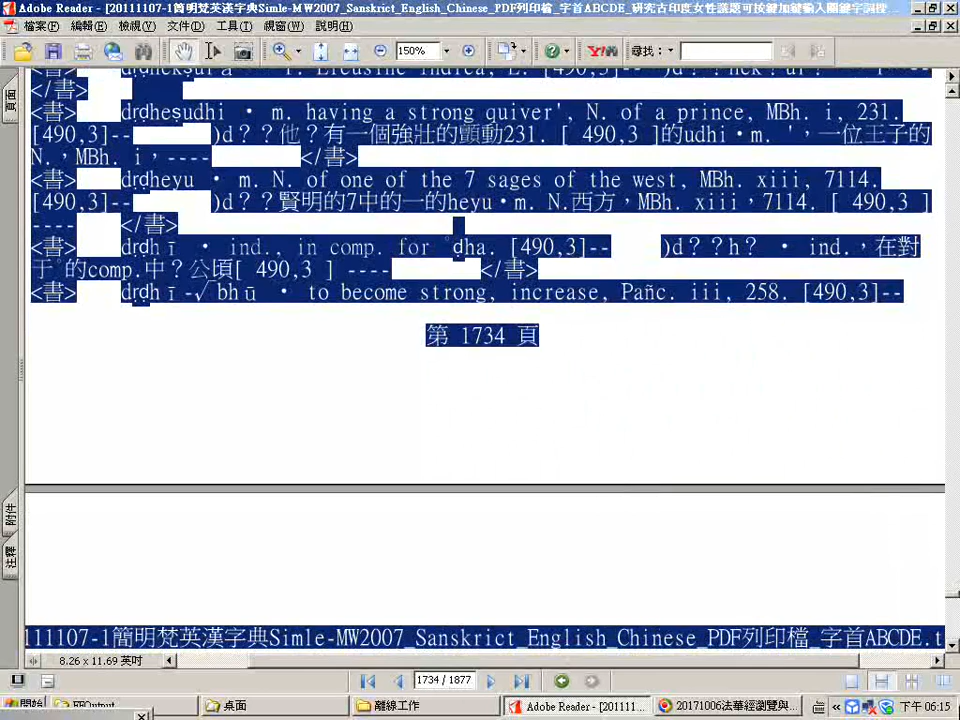 Adobe Reader - [20111107-1簡明梵英漢字典Simle-MW2007_Sanskrict_English_Chinese_PDF列印檔_字首ABCDE_研究古印度女性議題可按鍵加鍵輸入關鍵字詞搜
檔案(F) 編輯(E) 檢視(V) 文件(D) 工具(T) 視窗(W) 說明(H)
150% Y! 尋找：
頁面
</書>
<書> dṛḍheṣudhi • m. having a strong quiver', N. of a prince, MBh. i, 231.
[490,3]-- )d？？他？有一個強壯的顫動231. [ 490,3 ]的udhi•m. '，一位王子的
N.，MBh. i，---- </書>
<書> dṛḍheyu • m. N. of one of the 7 sages of the west, MBh. xiii, 7114.
[490,3]-- )d？？賢明的7中的一的heyu•m. N.西方，MBh. xiii，7114. [ 490,3 ]
---- </書>
<書> dṛḍhī • ind., in comp. for °ḍha. [490,3]-- )d？？h？ • ind.，在對
于°的comp.中？公頃[ 490,3 ] ---- </書>
<書> dṛḍhī-√bhū • to become strong, increase, Pañc. iii, 258. [490,3]--
第 1734 頁
附件
注釋
111107-1簡明梵英漢字典Simle-MW2007_Sanskrict_English_Chinese_PDF列印檔_字首ABCDE.t
8.26 x 11.69 英吋
1734 / 1877
開始 FFOutput 桌面 離線工作 Adobe Reader - [201111... 20171006法華經瀏覽與... 下午 06:15